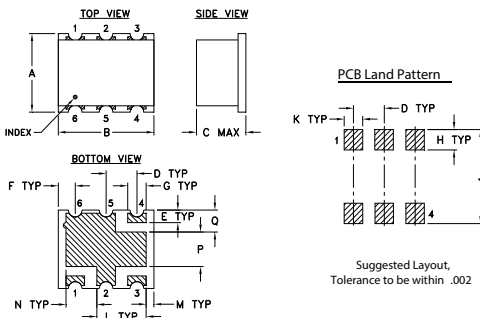 TOP VIEW
SIDE VIEW
1 2 3
A
6 5 4
INDEX
B
C MAX
BOTTOM VIEW
D TYP
F TYP
G TYP
6 5 4
E TYP
Q
P
1 2 3
N TYP
M TYP
L TYP
PCB Land Pattern
D TYP
K TYP
1
H TYP
4
Suggested Layout,
Tolerance to be within .002